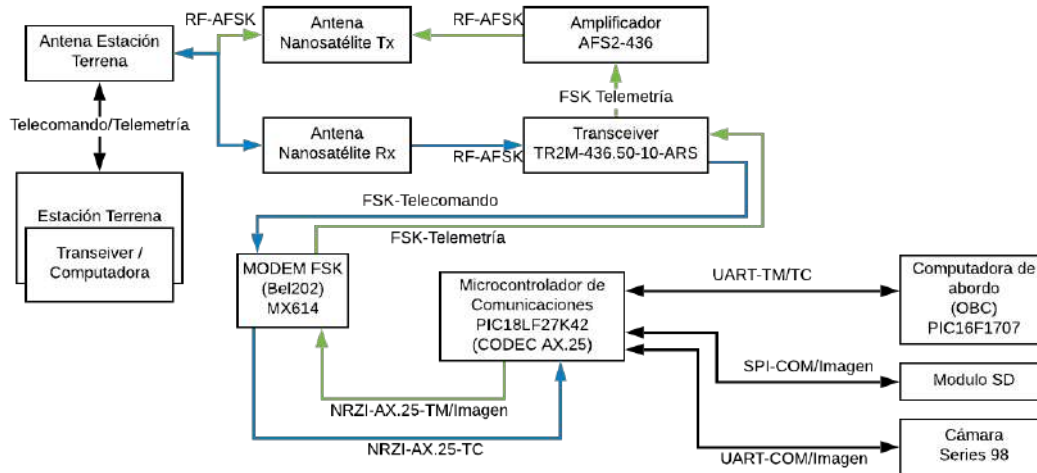 RF-AFSK
Antena
Nanosatélite Tx
RF-AFSK
Amplificador
AFS2-436
Antena Estación
Terrena
FSK Telemetría
Telecomando/Telemetría
Antena
Nanosatélite Rx
RF-AFSK
Transceiver
TR2M-436.50-10-ARS
Estación Terrena
Transeiver /
Computadora
FSK-Telecomando
FSK-Telemetría
MODEM FSK
(Bel202)
MX614
Microcontrolador de
Comunicaciones
PIC18LF27K42
(CODEC AX.25)
UART-TM/TC
Computadora de
abordo
(OBC)
PIC16F1707
SPI-COM/Imagen
Modulo SD
NRZI-AX.25-TM/Imagen
NRZI-AX.25-TC
UART-COM/Imagen
Cámara
Series 98